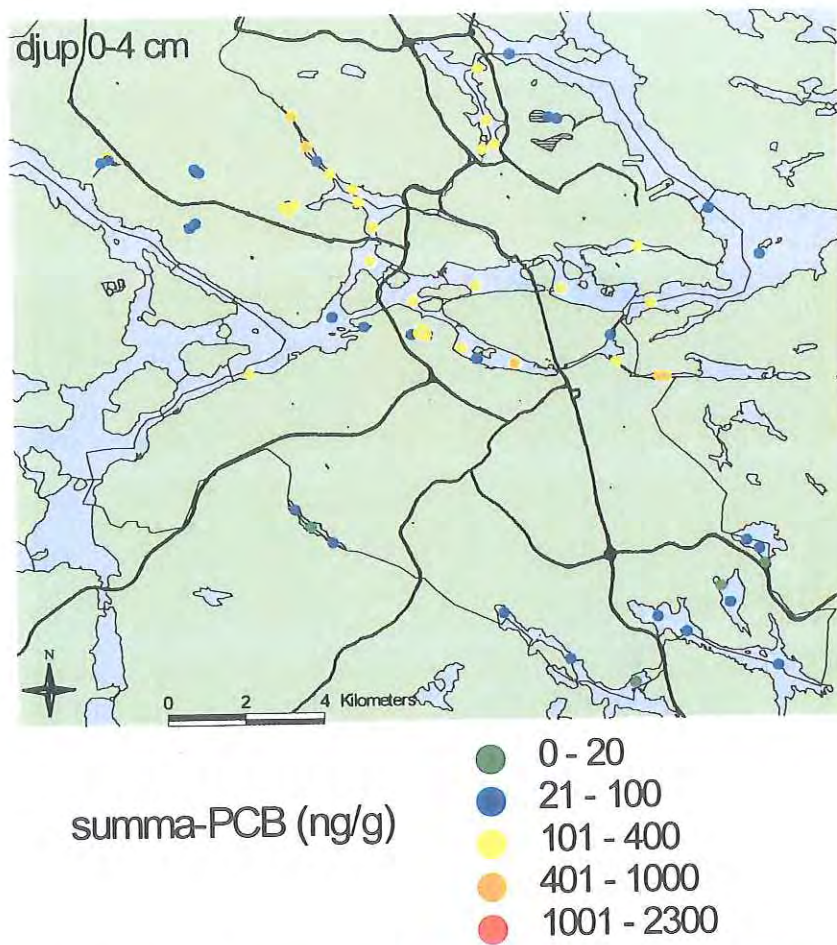 djup 0-4 cm
N
0 2 4 Kilometers
summa-PCB (ng/g)
0 - 20
21 - 100
101 - 400
401 - 1000
1001 - 2300